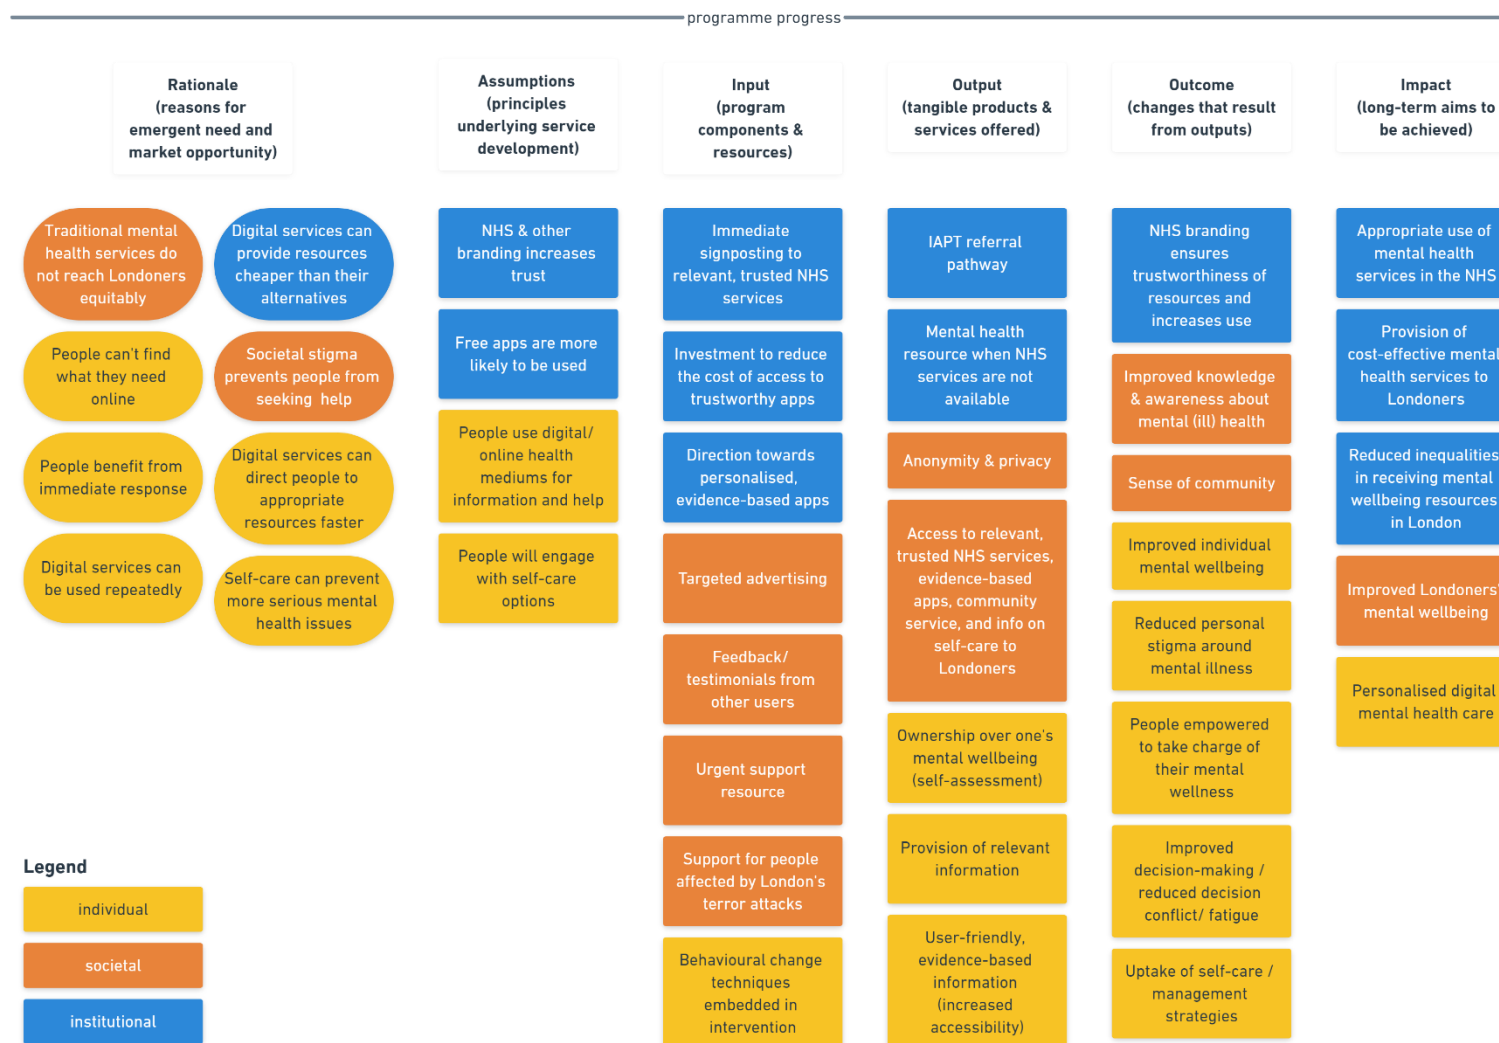 programme progress
Rationale
(reasons for
emergent need and
market opportunity)
Assumptions
(principles
underlying service
development)
Input
(program
components &
resources)
Output
(tangible products &
services offered)
Outcome
(changes that result
from outputs)
Impact
(long-term aims to
be achieved)
Traditional mental
health services do
not reach Londoners
equitably
Digital services can
provide resources
cheaper than their
alternatives
People can't find
what they need
online
Societal stigma
prevents people from
seeking help
People benefit from
immediate response
Digital services can
direct people to
appropriate
resources faster
Digital services can
be used repeatedly
Self-care can prevent
more serious mental
health issues
NHS & other
branding increases
trust
Free apps are more
likely to be used
People use digital/
online health
mediums for
information and help
People will engage
with self-care
options
Immediate
signposting to
relevant, trusted NHS
services
Investment to reduce
the cost of access to
trustworthy apps
Direction towards
personalised,
evidence-based apps
Targeted advertising
Feedback/
testimonials from
other users
Urgent support
resource
Support for people
affected by London's
terror attacks
Behavioural change
techniques
embedded in
intervention
IAPT referral
pathway
Mental health
resource when NHS
services are not
available
Anonymity & privacy
Access to relevant,
trusted NHS services,
evidence-based
apps, community
service, and info on
self-care to
Londoners
Ownership over one's
mental wellbeing
(self-assessment)
Provision of relevant
information
User-friendly,
evidence-based
information
(increased
accessibility)
NHS branding
ensures
trustworthiness of
resources and
increases use
Improved knowledge
& awareness about
mental (ill) health
Sense of community
Improved individual
mental wellbeing
Reduced personal
stigma around
mental illness
People empowered
to take charge of
their mental
wellness
Improved
decision-making /
reduced decision
conflict/ fatigue
Uptake of self-care /
management
strategies
Appropriate use of
mental health
services in the NHS
Provision of
cost-effective mental
health services to
Londoners
Reduced inequalities
in receiving mental
wellbeing resources
in London
Improved Londoners'
mental wellbeing
Personalised digital
mental health care
Legend
individual
societal
institutional